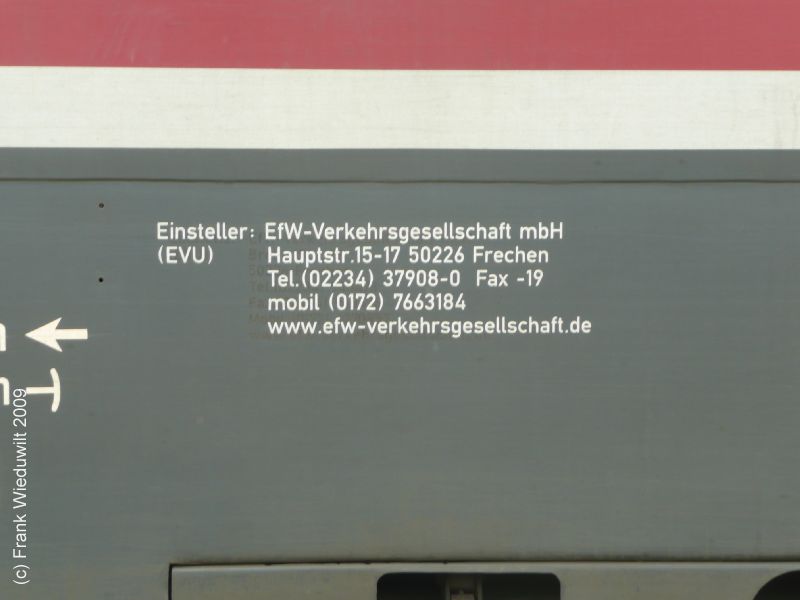 Einsteller: EfW-Verkehrsgesellschaft mbH
(EVU) Hauptstr.15-17 50226 Frechen
Tel.(02234) 37908-0 Fax -19
mobil (0172) 7663184
www.efw-verkehrsgesellschaft.de
(c) Frank Wieduwilt 2009